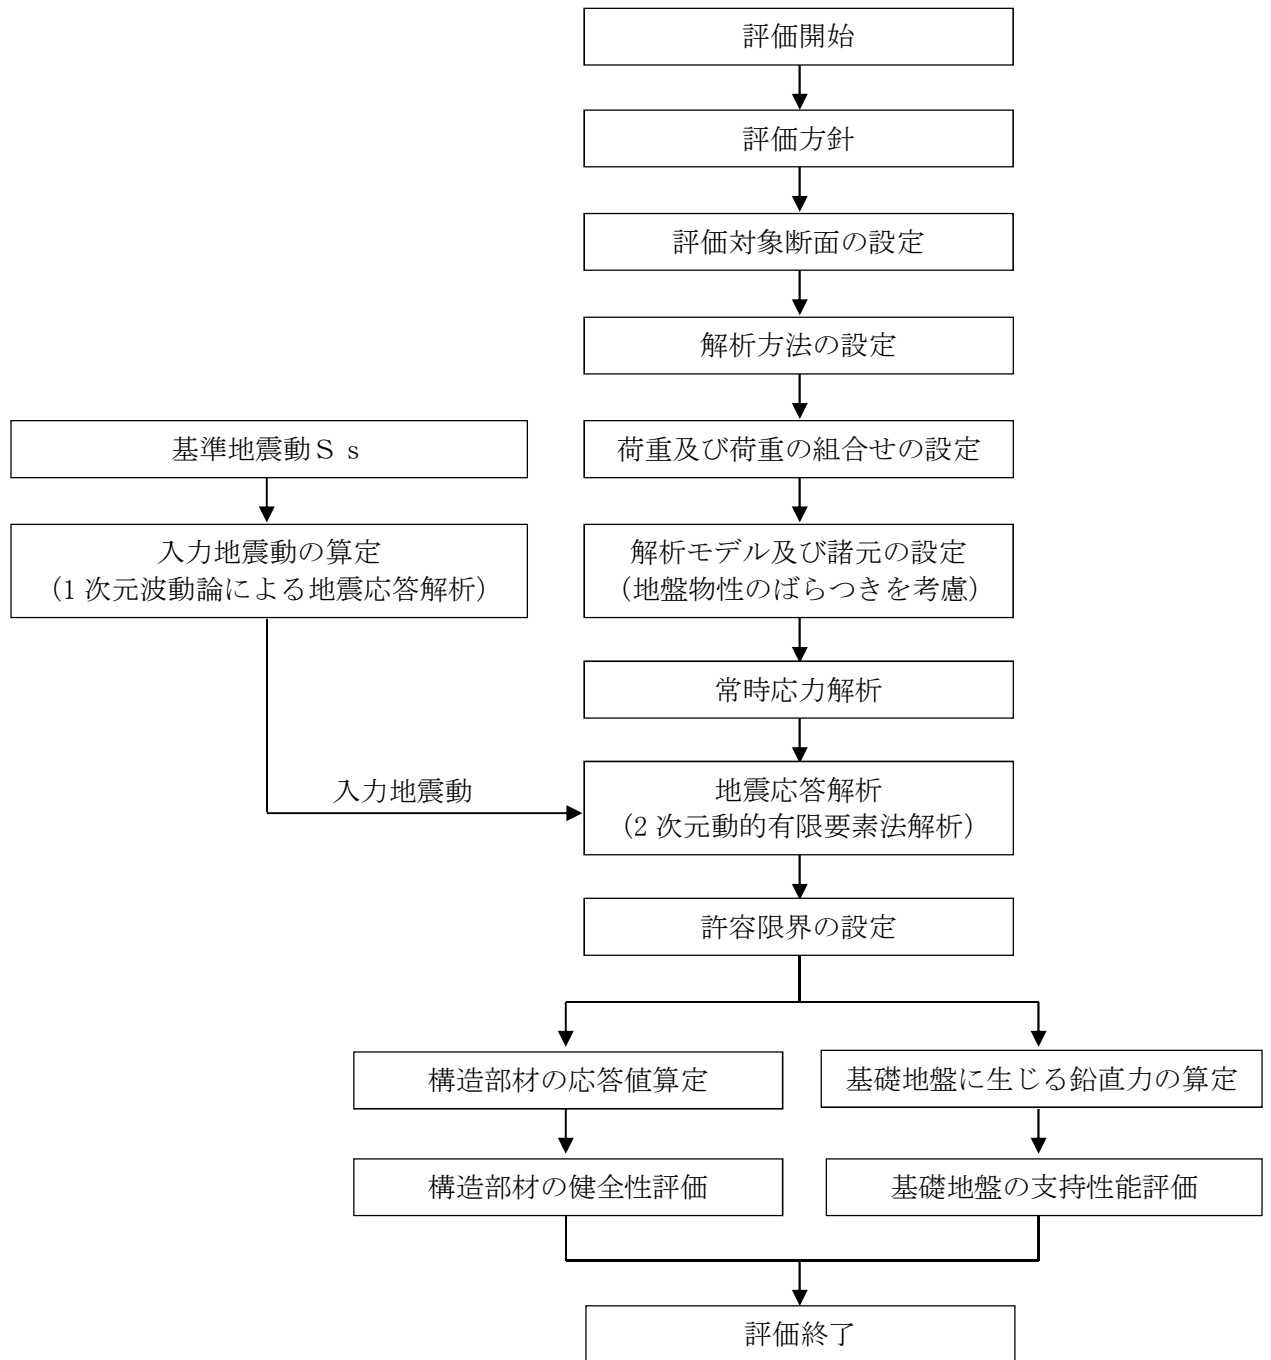 評価開始
評価方針
評価対象断面の設定
解析方法の設定
基準地震動Ｓｓ
荷重及び荷重の組合せの設定
入力地震動の算定
（1 次元波動論による地震応答解析）
解析モデル及び諸元の設定
（地盤物性のばらつきを考慮）
常時応力解析
入力地震動
地震応答解析
（2 次元動的有限要素法解析）
許容限界の設定
構造部材の応答値算定
基礎地盤に生じる鉛直力の算定
構造部材の健全性評価
基礎地盤の支持性能評価
評価終了